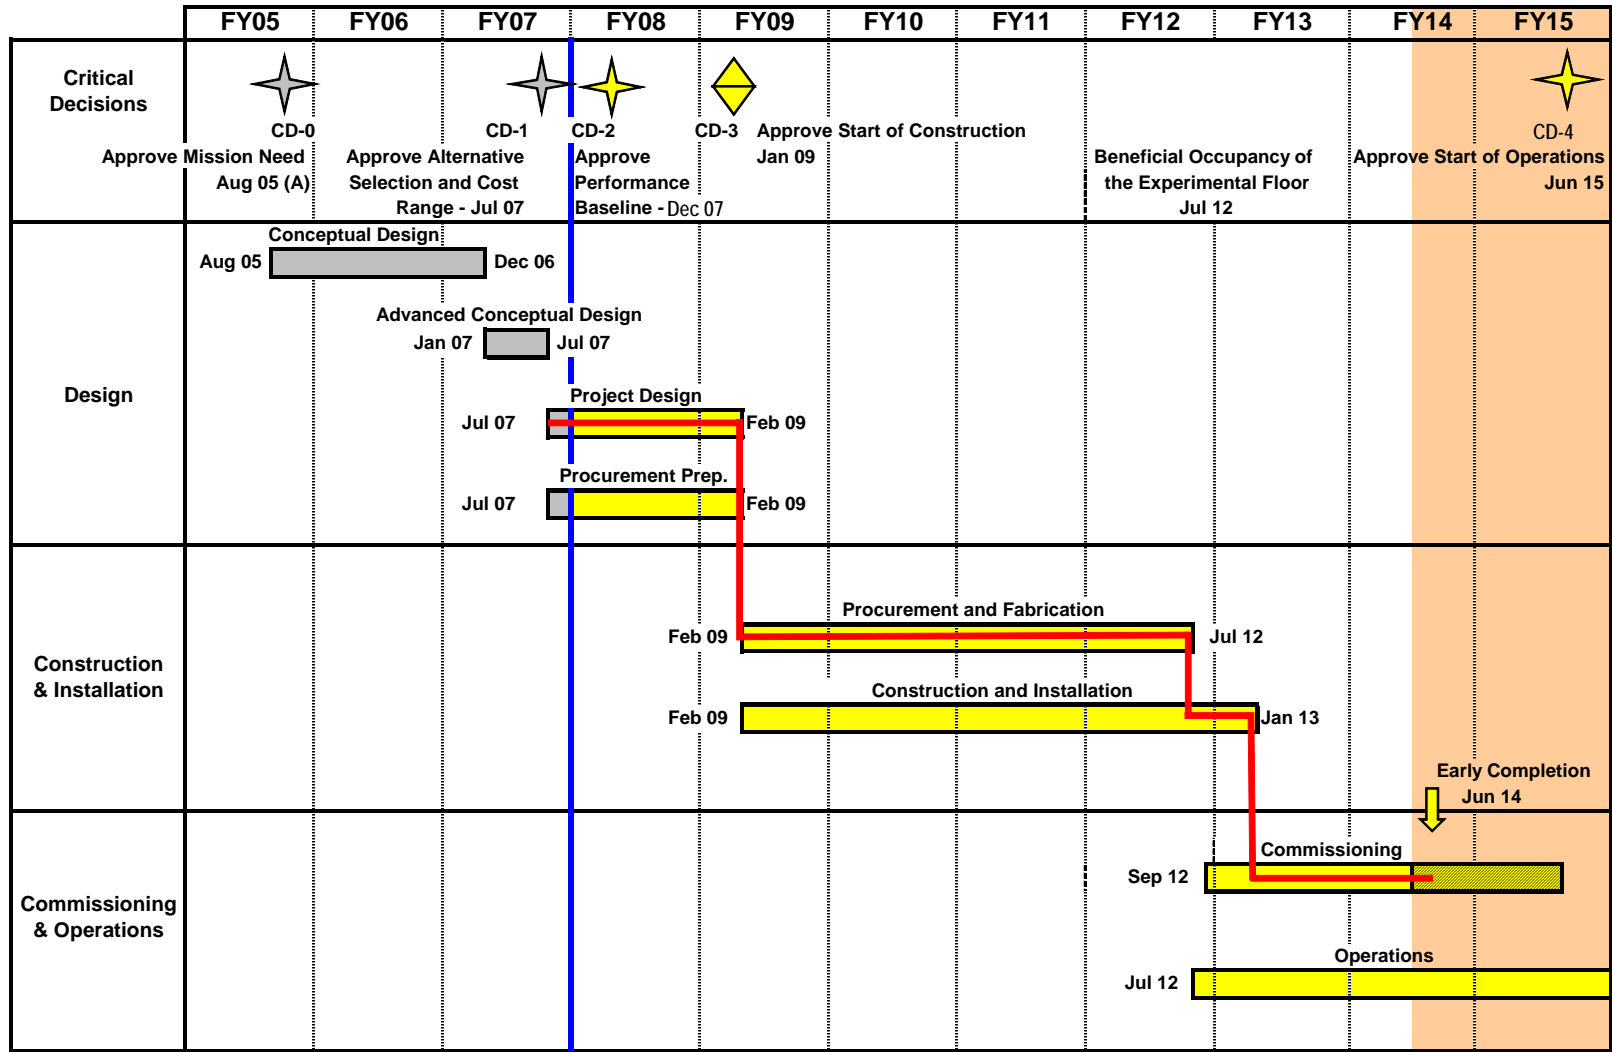 FY05 FY06 FY07 FY08 FY09 FY10 FY11 FY12 FY13 FY14 FY15
Critical
Decisions
CD-0
Approve Mission Need
Aug 05 (A)
CD-1
Approve Alternative
Selection and Cost
Range - Jul 07
CD-2
Approve
Performance
Baseline - Dec 07
CD-3 Approve Start of Construction
Jan 09
Beneficial Occupancy of
the Experimental Floor
Jul 12
CD-4
Approve Start of Operations
Jun 15
Design
Conceptual Design
Aug 05 Dec 06
Advanced Conceptual Design
Jan 07 Jul 07
Project Design
Jul 07 Feb 09
Procurement Prep.
Jul 07 Feb 09
Construction
& Installation
Procurement and Fabrication
Feb 09 Jul 12
Construction and Installation
Feb 09 Jan 13
Early Completion
Jun 14
Commissioning
& Operations
Commissioning
Sep 12
Operations
Jul 12